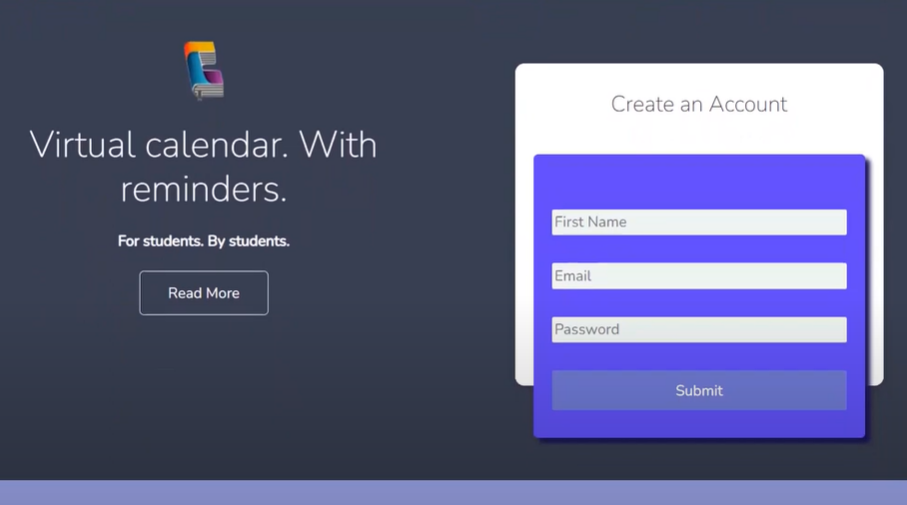 Virtual calendar. With
reminders.
For students. By students.
Read More
Create an Account
First Name
Email
Password
Submit